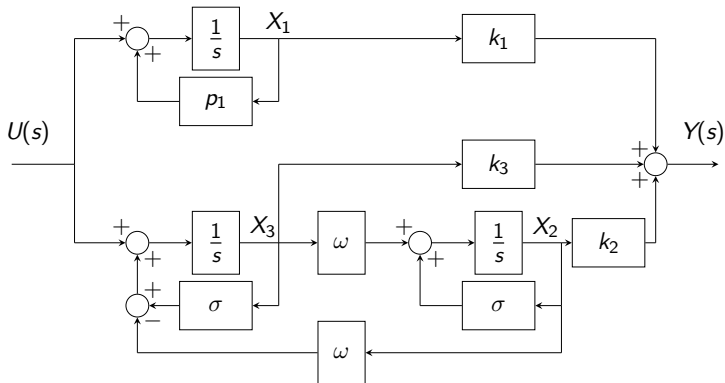 X₁
+
+
1/s
k₁
p₁
U(s)
Y(s)
+
+
+
k₃
+
+
1/s
X₃
ω
+
+
1/s
X₂
k₂
+
−
σ
σ
ω